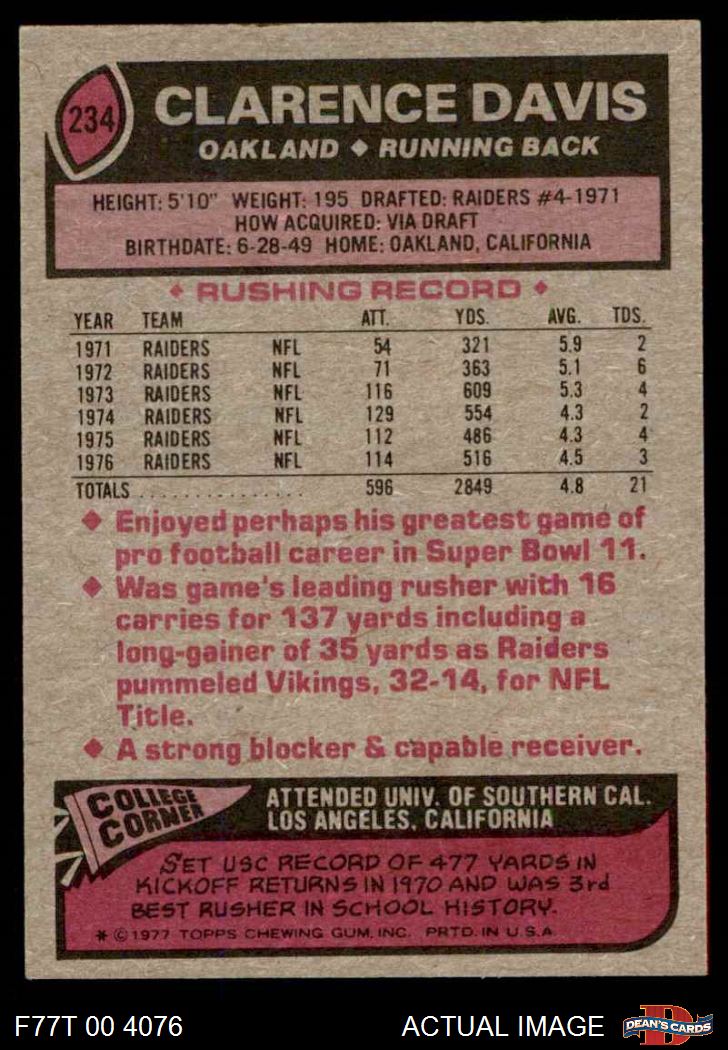 234
CLARENCE DAVIS
OAKLAND ◆ RUNNING BACK
HEIGHT: 5'10" WEIGHT: 195 DRAFTED: RAIDERS #4-1971
HOW ACQUIRED: VIA DRAFT
BIRTHDATE: 6-28-49 HOME: OAKLAND, CALIFORNIA
◆ RUSHING RECORD ◆
YEAR TEAM ATT. YDS. AVG. TDS.
1971 RAIDERS NFL 54 321 5.9 2
1972 RAIDERS NFL 71 363 5.1 6
1973 RAIDERS NFL 116 609 5.3 4
1974 RAIDERS NFL 129 554 4.3 2
1975 RAIDERS NFL 112 486 4.3 4
1976 RAIDERS NFL 114 516 4.5 3
TOTALS . . . . . . . . . . . . . . . . 596 2849 4.8 21
◆ Enjoyed perhaps his greatest game of
pro football career in Super Bowl 11.
◆ Was game's leading rusher with 16
carries for 137 yards including a
long-gainer of 35 yards as Raiders
pummeled Vikings, 32-14, for NFL
Title.
◆ A strong blocker & capable receiver.
COLLEGE
CORNER
ATTENDED UNIV. OF SOUTHERN CAL.
LOS ANGELES, CALIFORNIA
SET USC RECORD OF 477 YARDS IN
KICKOFF RETURNS IN 1970 AND WAS 3rd
BEST RUSHER IN SCHOOL HISTORY.
* © 1977 TOPPS CHEWING GUM, INC. PRTD. IN U.S.A.
F77T 00 4076
ACTUAL IMAGE
D
DEAN'S CARDS